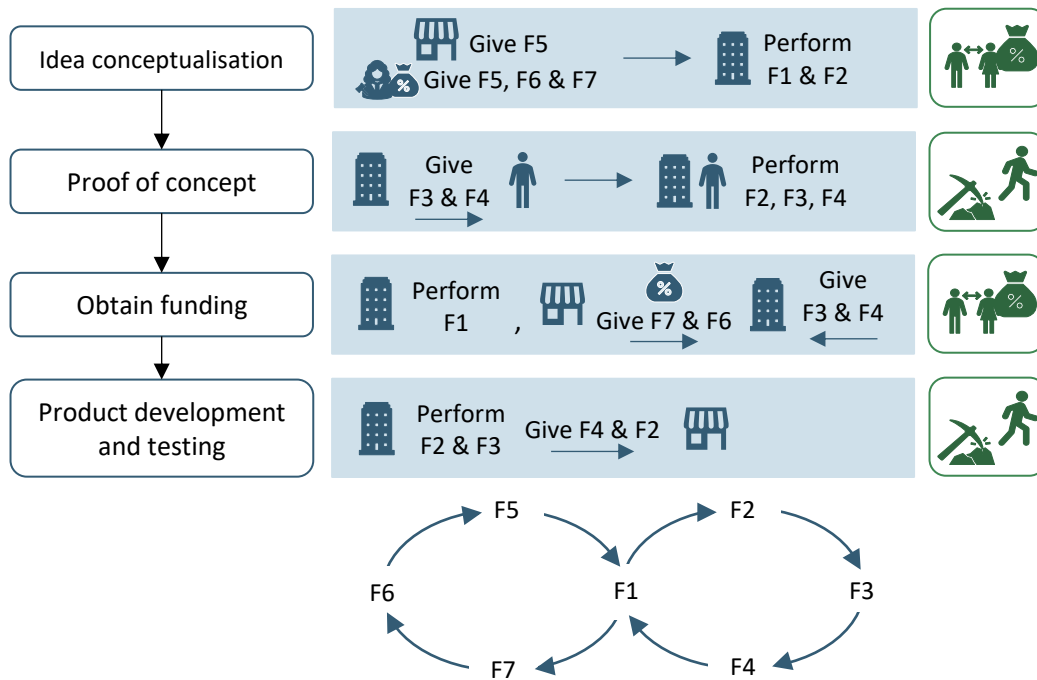 Idea conceptualisation
Give F5
Give F5, F6 & F7
Perform
F1 & F2
%
%
Proof of concept
Give
F3 & F4
Perform
F2, F3, F4
Obtain funding
Perform
F1
,
%
Give F7 & F6
Give
F3 & F4
%
Product development
and testing
Perform
F2 & F3
Give F4 & F2
F5
F2
F6
F1
F3
F7
F4